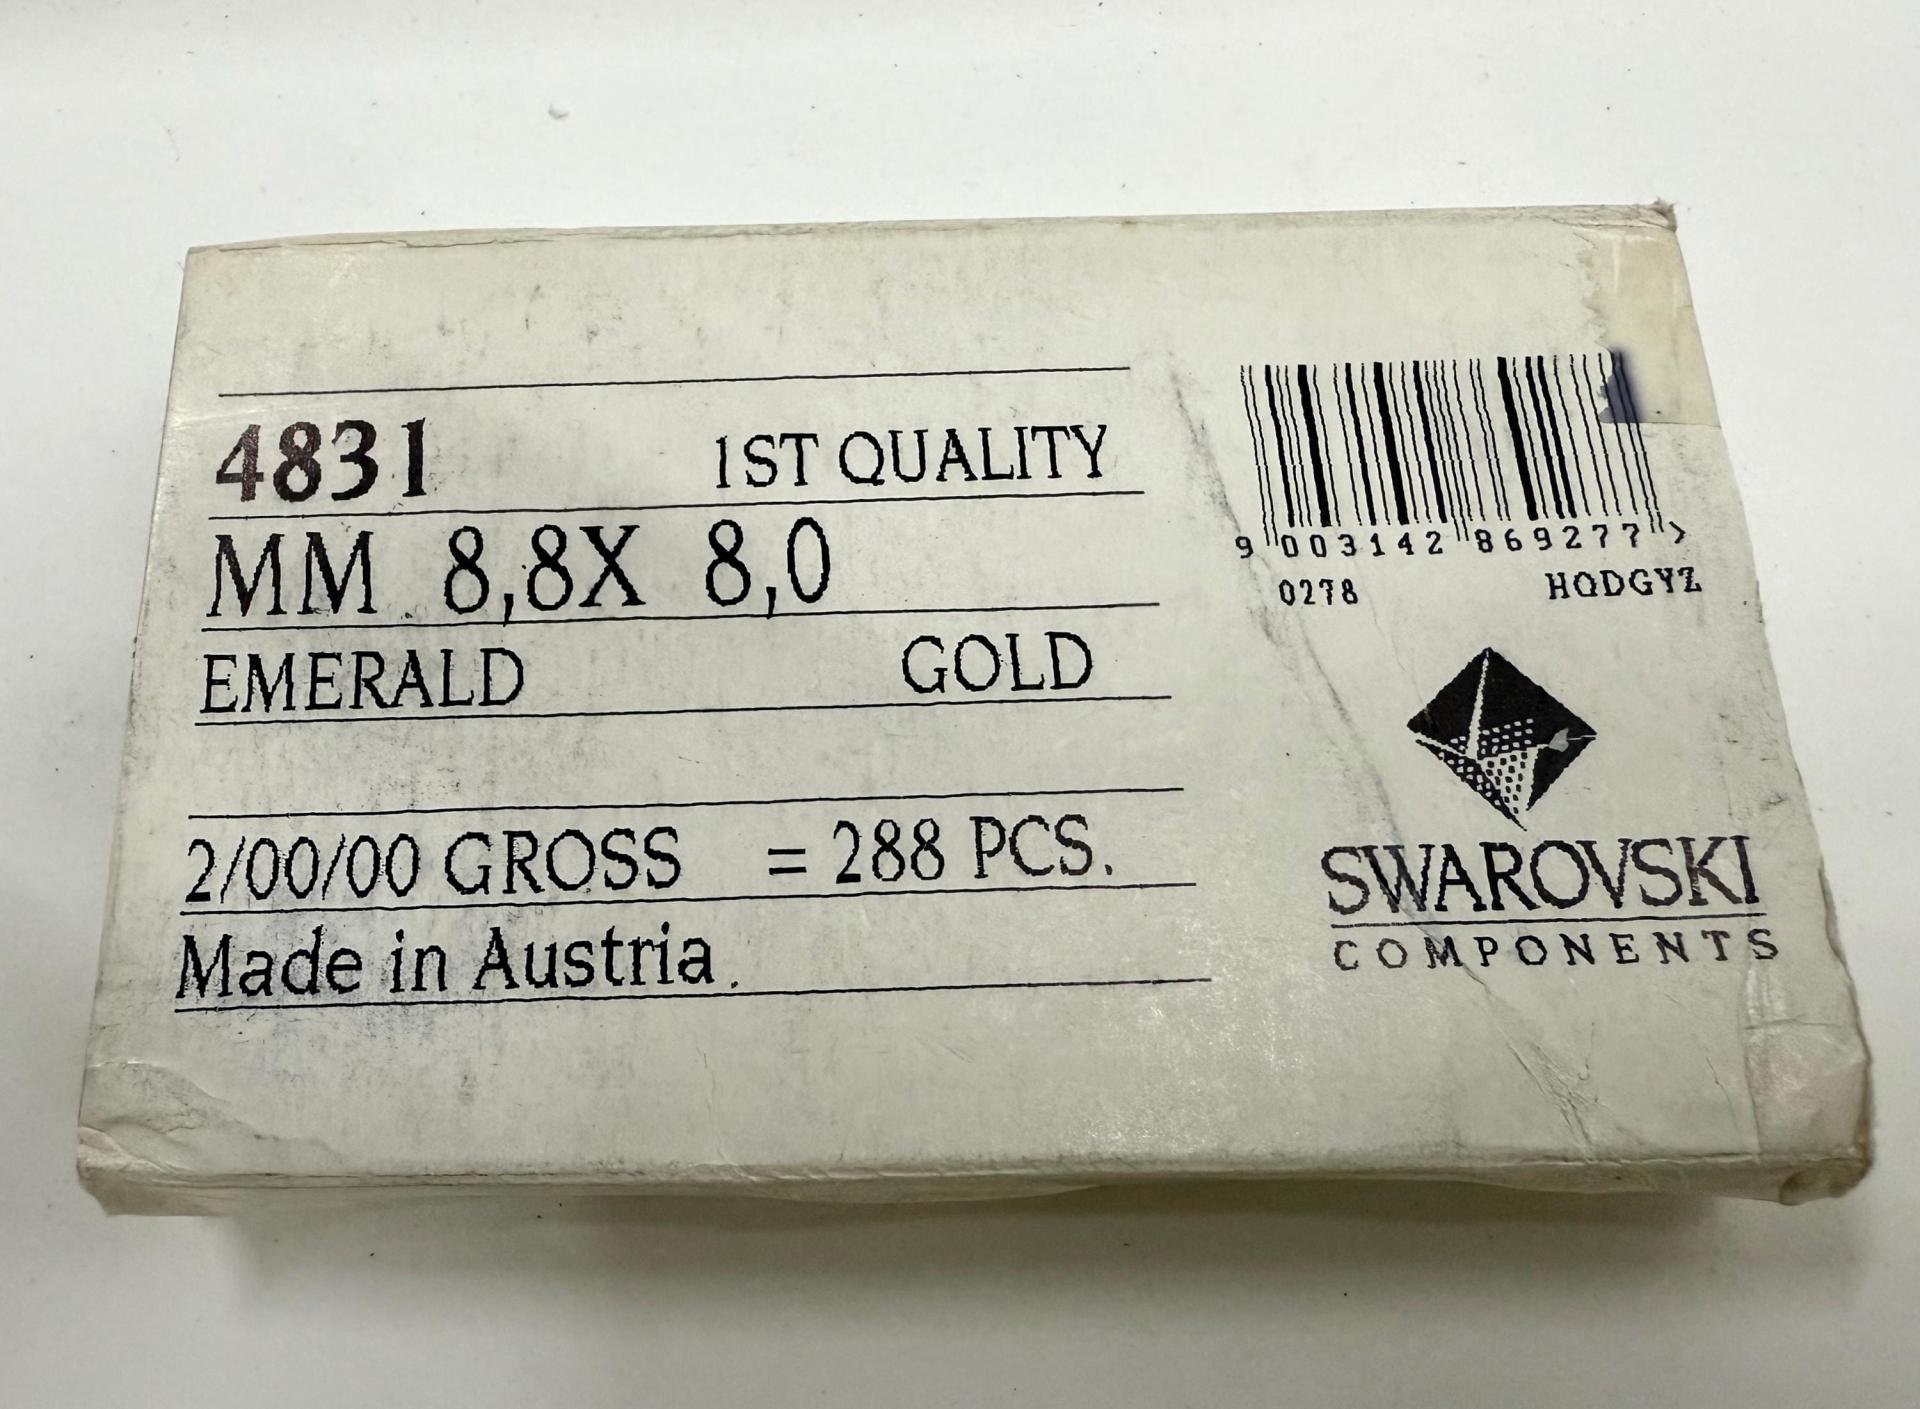 4831 1ST QUALITY
MM 8,8X 8,0
EMERALD GOLD
2/00/00 GROSS = 288 PCS.
Made in Austria.
9 003142 869277 >
0278 HQDGYZ
SWAROVSKI
COMPONENTS